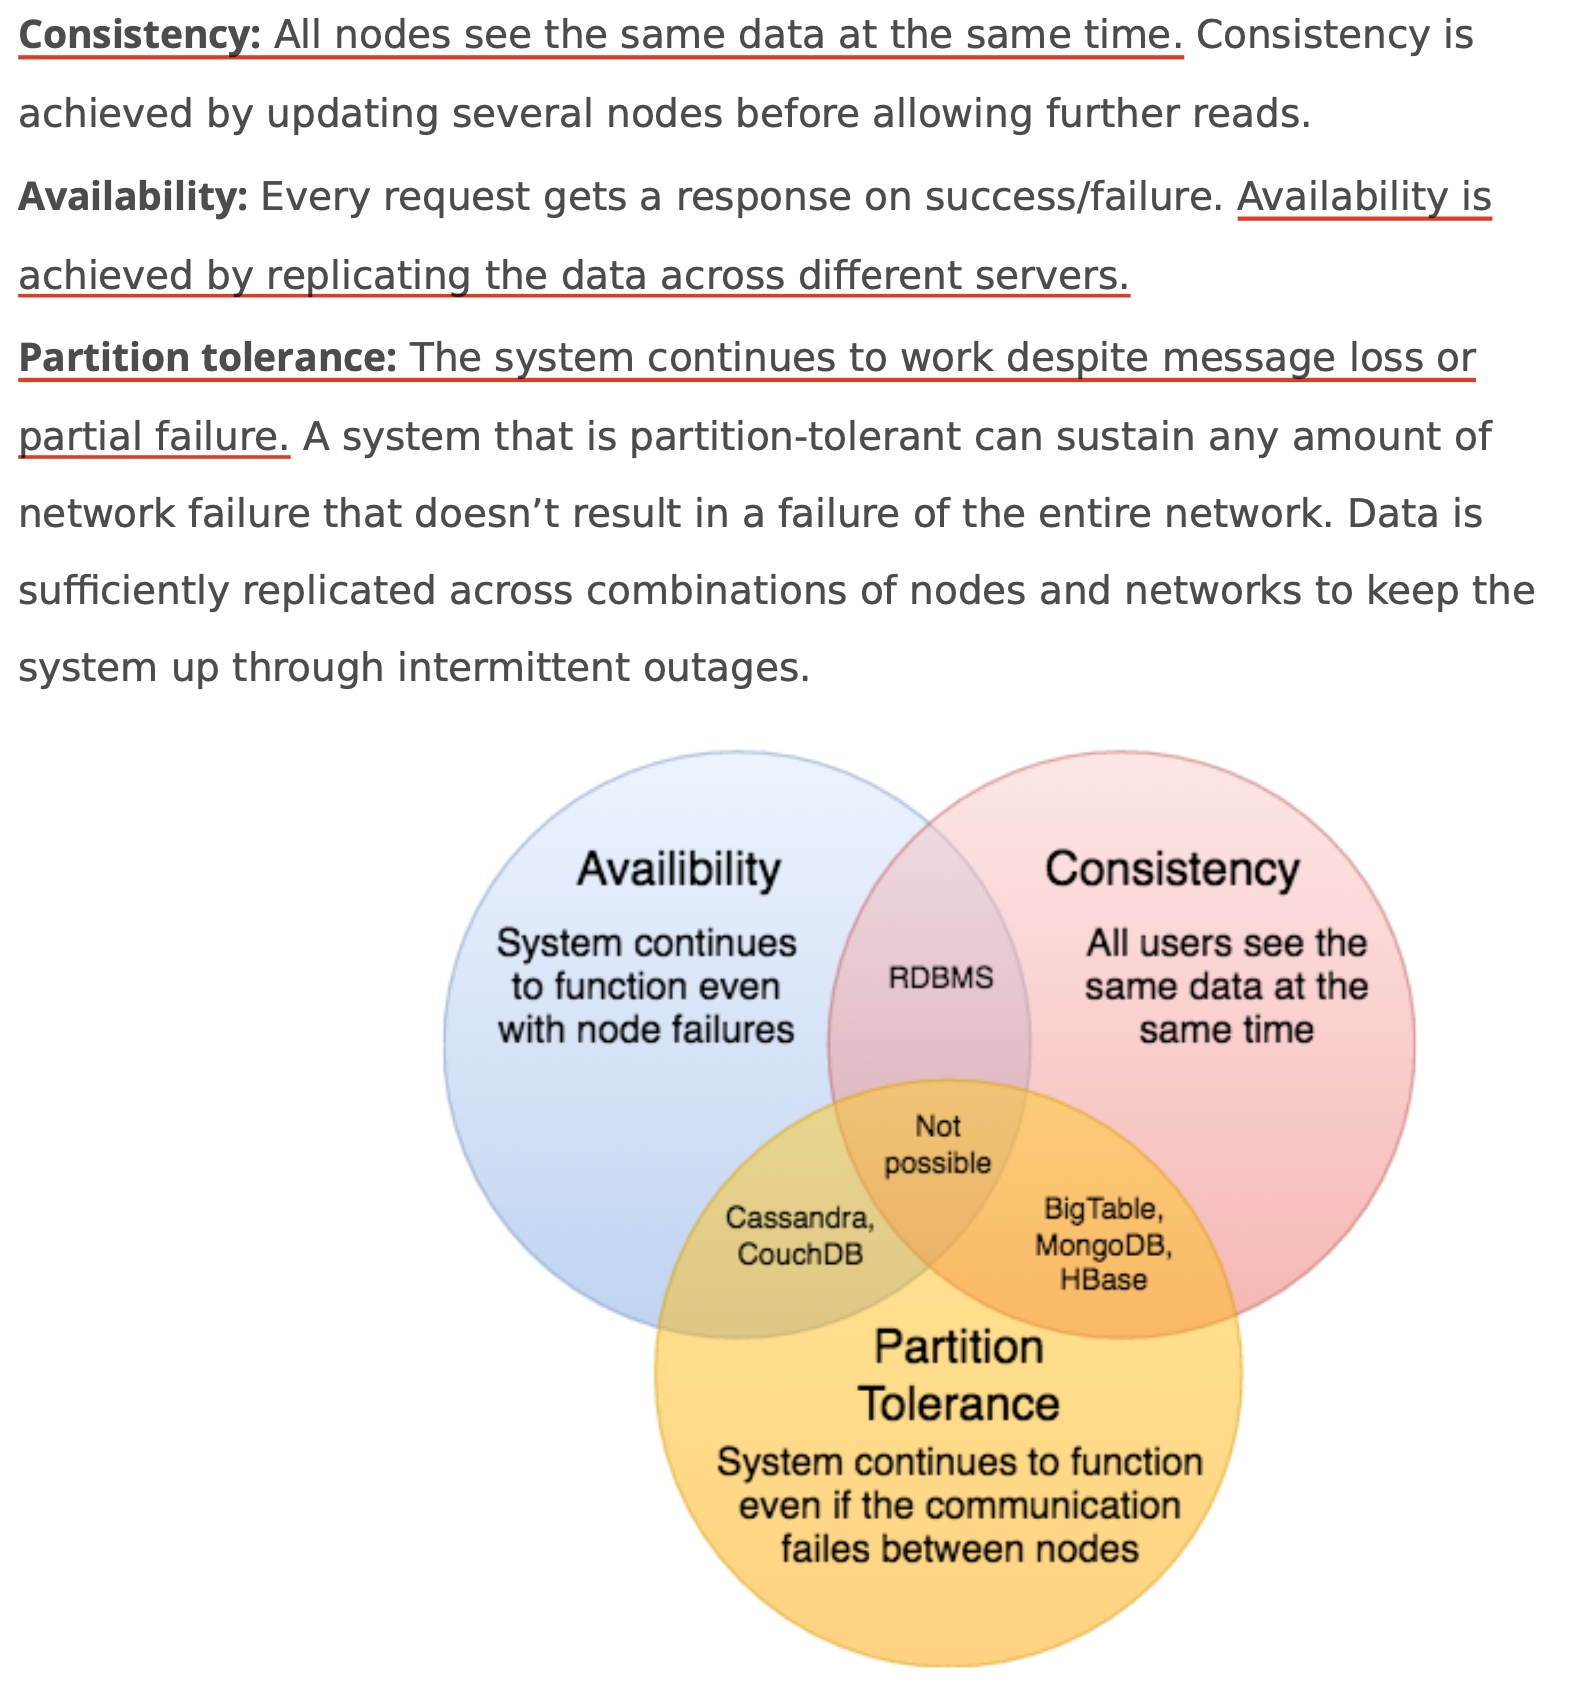 Consistency: All nodes see the same data at the same time. Consistency is
achieved by updating several nodes before allowing further reads.
Availability: Every request gets a response on success/failure. Availability is
achieved by replicating the data across different servers.
Partition tolerance: The system continues to work despite message loss or
partial failure. A system that is partition-tolerant can sustain any amount of
network failure that doesn’t result in a failure of the entire network. Data is
sufficiently replicated across combinations of nodes and networks to keep the
system up through intermittent outages.
Availibility
System continues
to function even
with node failures
Consistency
All users see the
same data at the
same time
RDBMS
Not
possible
Cassandra,
CouchDB
BigTable,
MongoDB,
HBase
Partition
Tolerance
System continues to function
even if the communication
failes between nodes